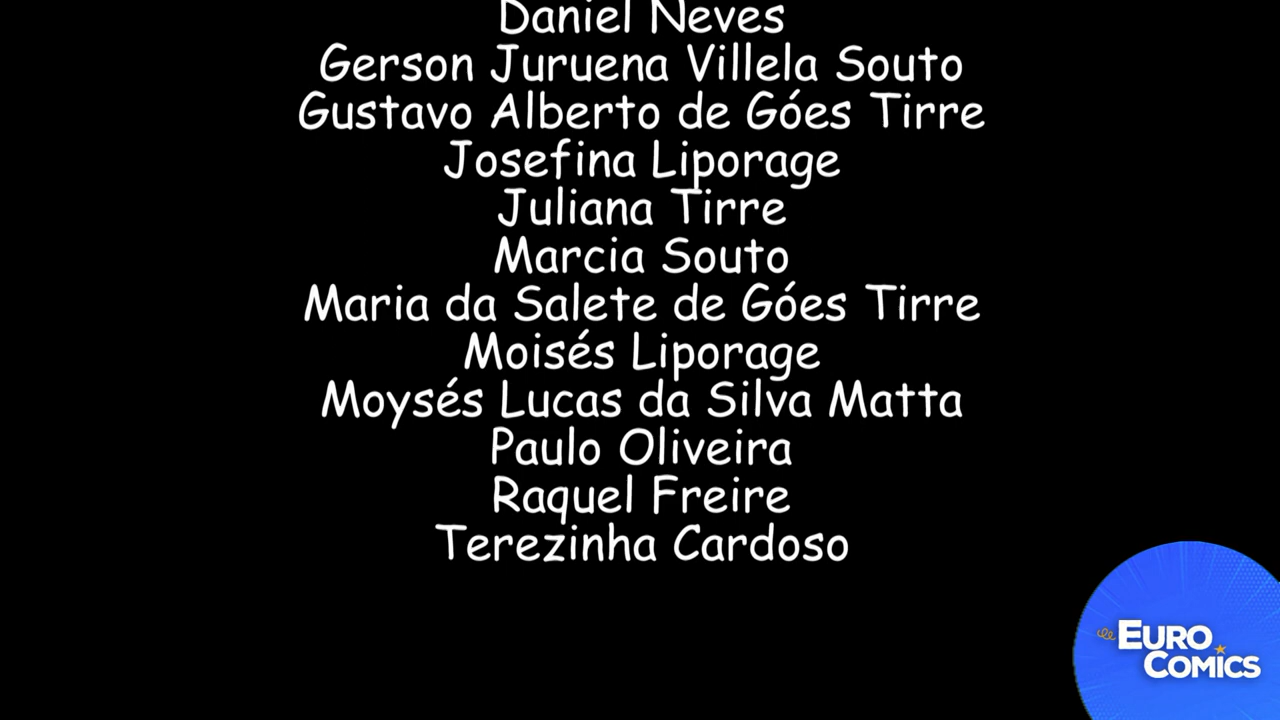 Daniel Neves
Gerson Juruena Villela Souto
Gustavo Alberto de Góes Tirre
Josefina Liporage
Juliana Tirre
Marcia Souto
Maria da Salete de Góes Tirre
Moisés Liporage
Moysés Lucas da Silva Matta
Paulo Oliveira
Raquel Freire
Terezinha Cardoso
EURO
COMICS